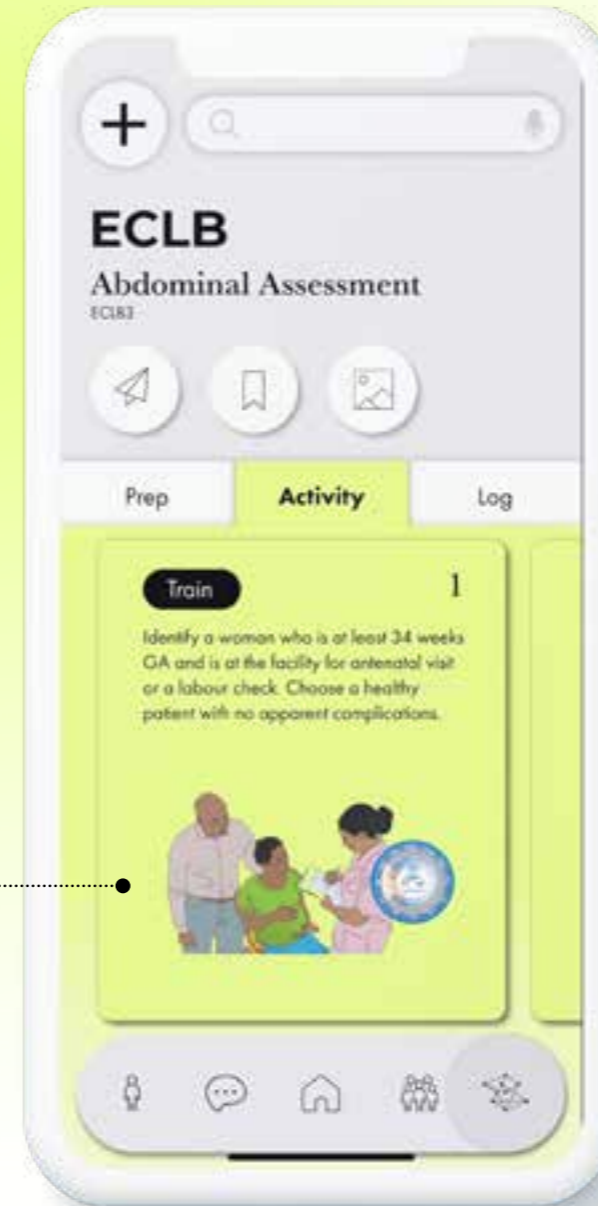 ECLB
Abdominal Assessment
ECLB3
Prep
Activity
Log
Train
1
Identify a woman who is at least 34 weeks
GA and is at the facility for antenatal visit
or a labour check. Choose a healthy
patient with no apparent complications.